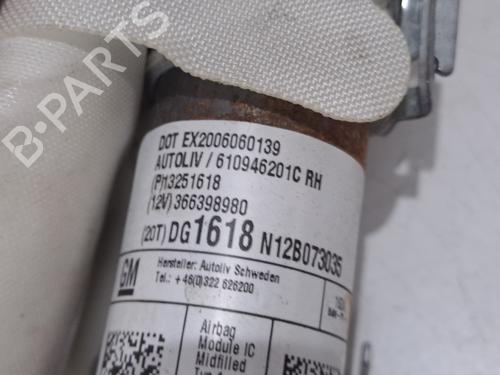 DOT EX2006060139
AUTOLIV / 610946201C RH
(P)13251618
(12V) 366398980
(20T) DG1618 N12B073035
GM
Hersteller: Autoliv Schweden
Tel.: +46(0)322 626200
Airbag
Module IC
Midfilled
B-PARTS